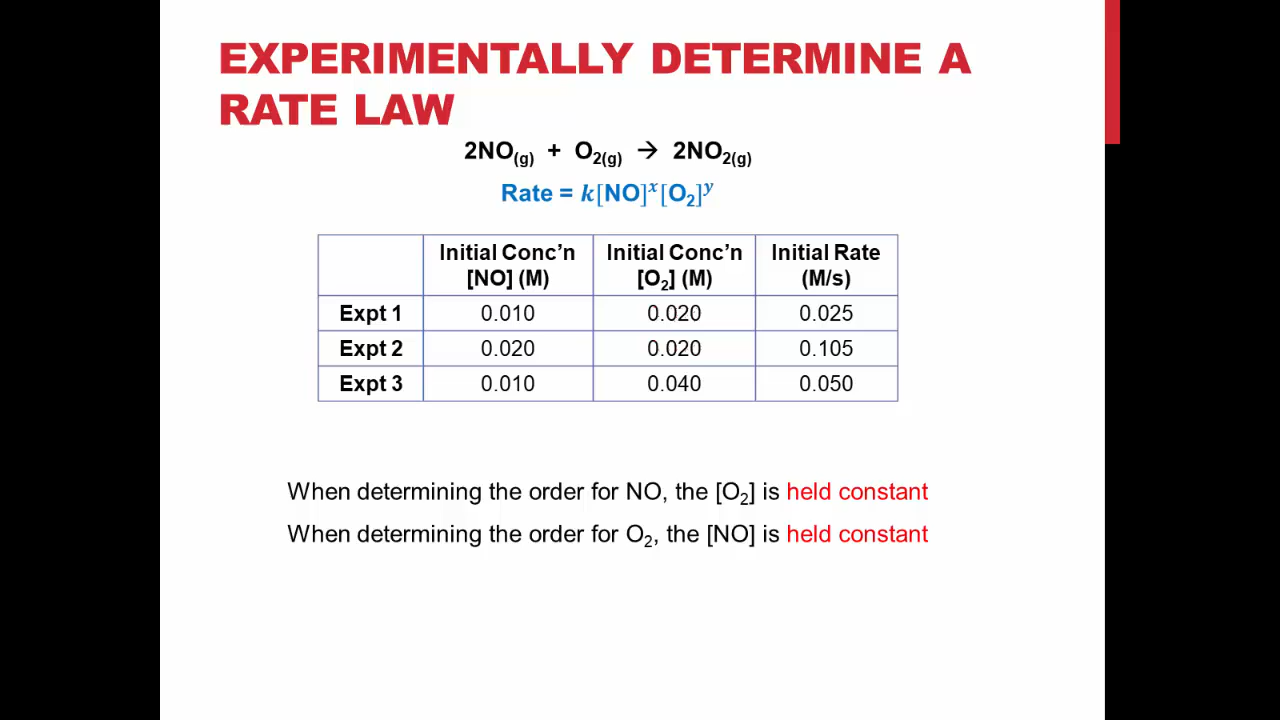 EXPERIMENTALLY DETERMINE A
RATE LAW
2NO(g) + O2(g) → 2NO2(g)
Rate = k[NO]^x[O2]^y
Initial Conc’n [NO] (M) Initial Conc’n [O2] (M) Initial Rate (M/s)
Expt 1 0.010 0.020 0.025
Expt 2 0.020 0.020 0.105
Expt 3 0.010 0.040 0.050
When determining the order for NO, the [O2] is held constant
When determining the order for O2, the [NO] is held constant